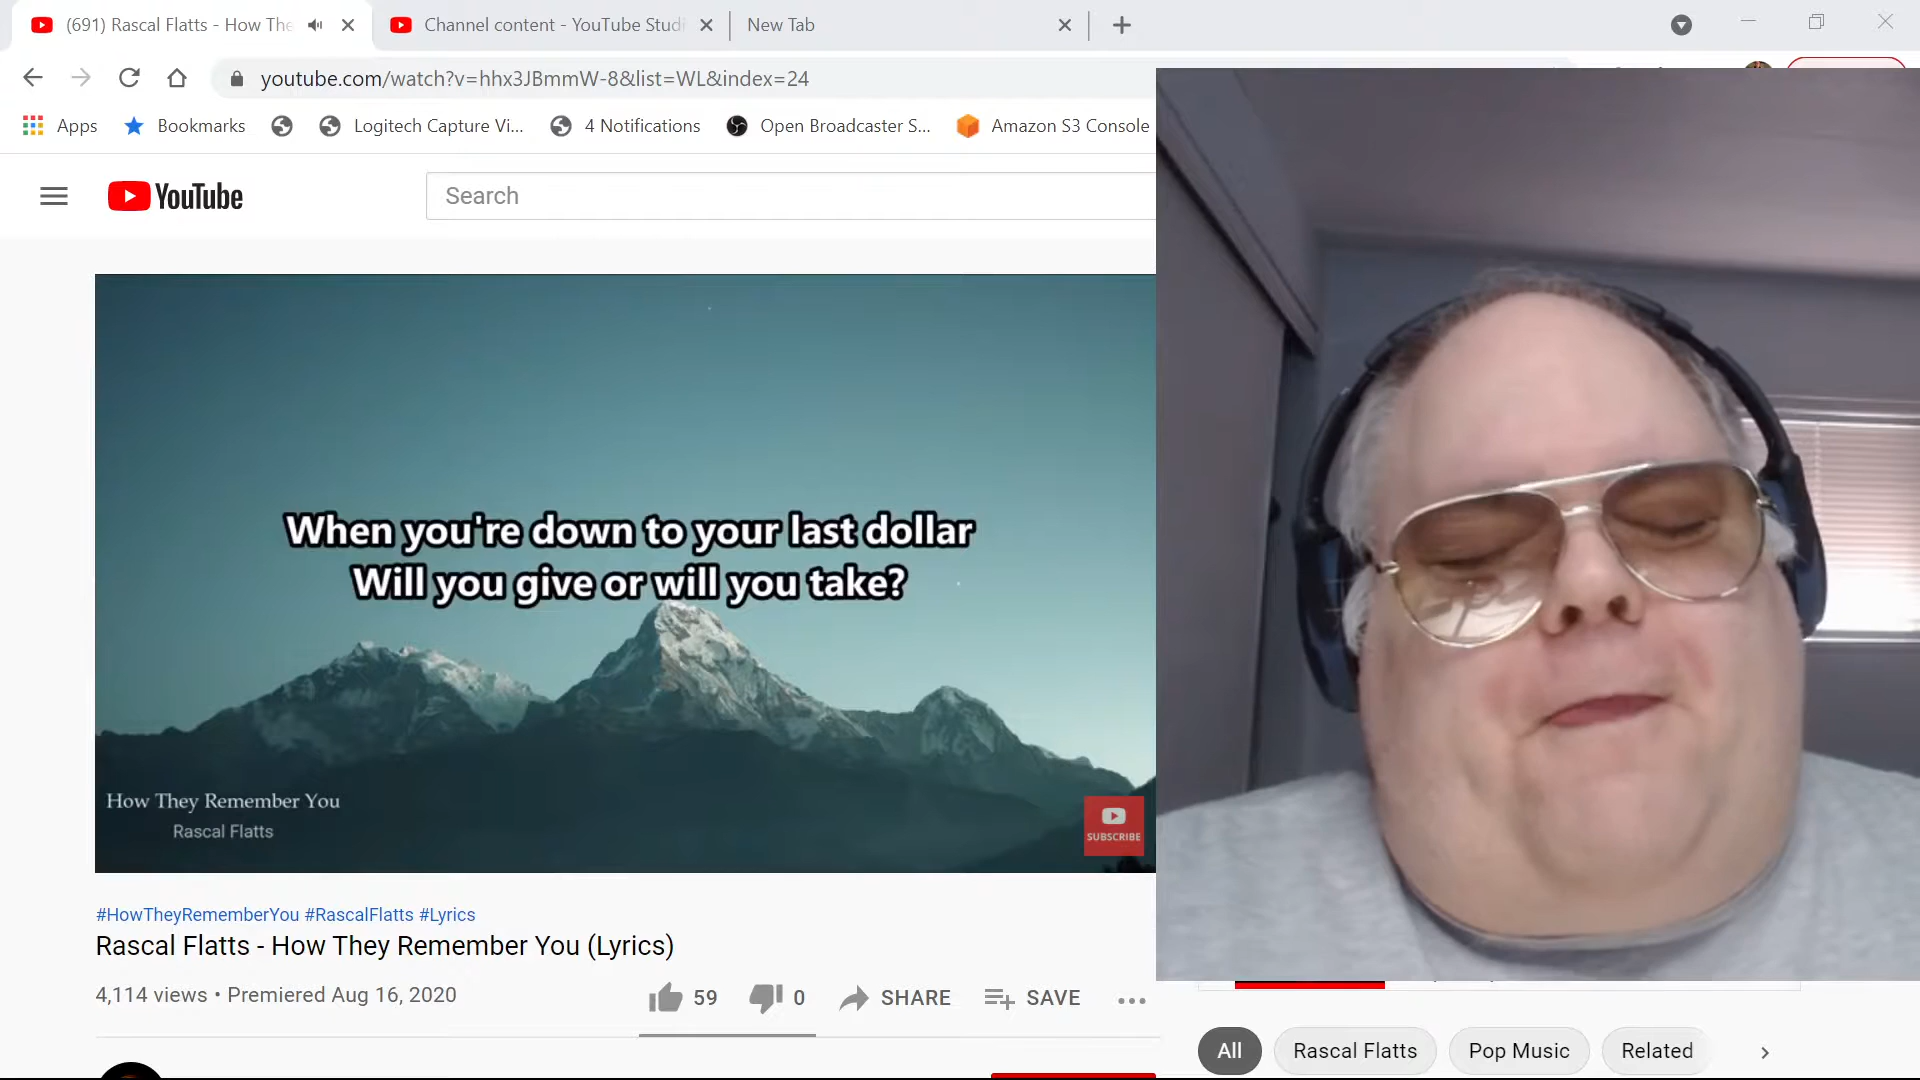 (691) Rascal Flatts - How The
Channel content - YouTube Studi
New Tab
youtube.com/watch?v=hhx3JBmmW-8&list=WL&index=24
Apps
Bookmarks
Logitech Capture Vi...
4 Notifications
Open Broadcaster S...
Amazon S3 Console
YouTube
Search
When you're down to your last dollar
Will you give or will you take?
How They Remember You
Rascal Flatts
SUBSCRIBE
#HowTheyRememberYou #RascalFlatts #Lyrics
Rascal Flatts - How They Remember You (Lyrics)
4,114 views • Premiered Aug 16, 2020
59
0
SHARE
SAVE
All
Rascal Flatts
Pop Music
Related